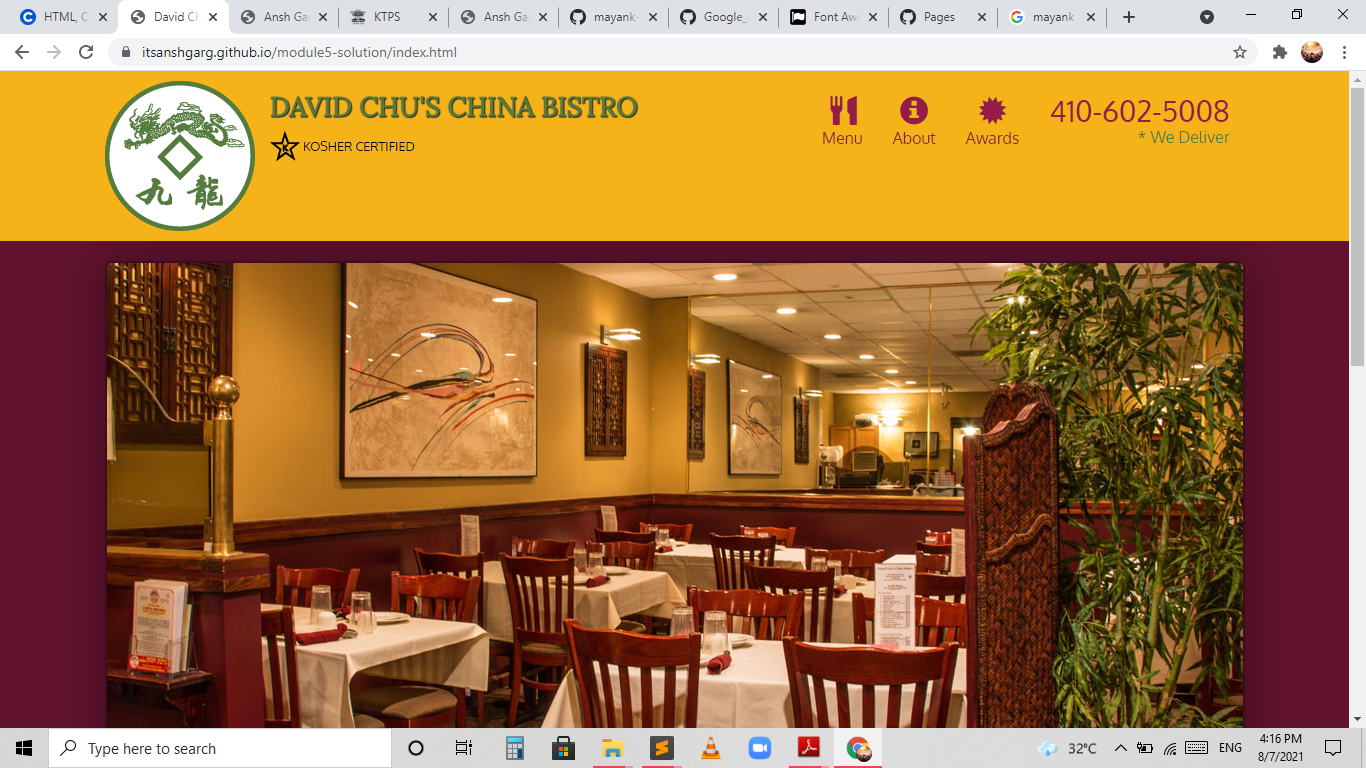 HTML, C
David Ch
Ansh Ga
KTPS
Ansh Ga
mayank-
Google_
Font Aw
Pages
mayank
itsanshgarg.github.io/module5-solution/index.html
DAVID CHU'S CHINA BISTRO
K
KOSHER CERTIFIED
九龍
Menu
About
Awards
410-602-5008
* We Deliver
Type here to search
32°C
ENG
4:16 PM
8/7/2021